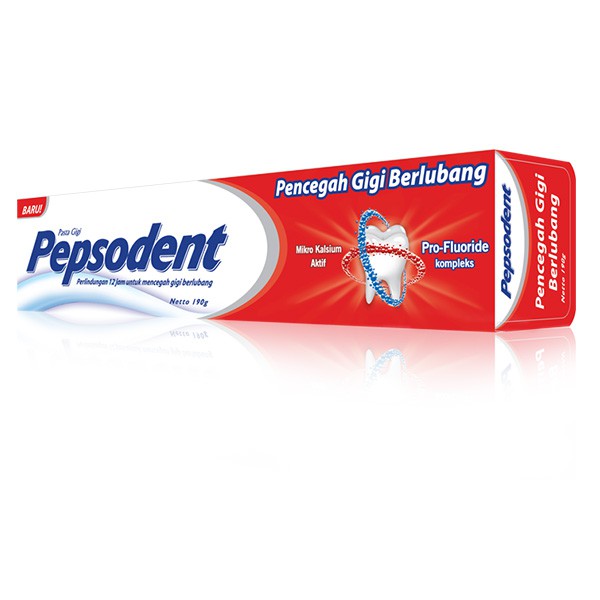 BARU!
Pasta Gigi
Pepsodent
Perlindungan 12 Jam untuk mencegah gigi berlubang
Netto 190g
Pencegah Gigi Berlubang
Mikro Kalsium
Aktif
Pro-Fluoride
kompleks
Pepsodent
Pencegah Gigi
Berlubang
Netto 190g